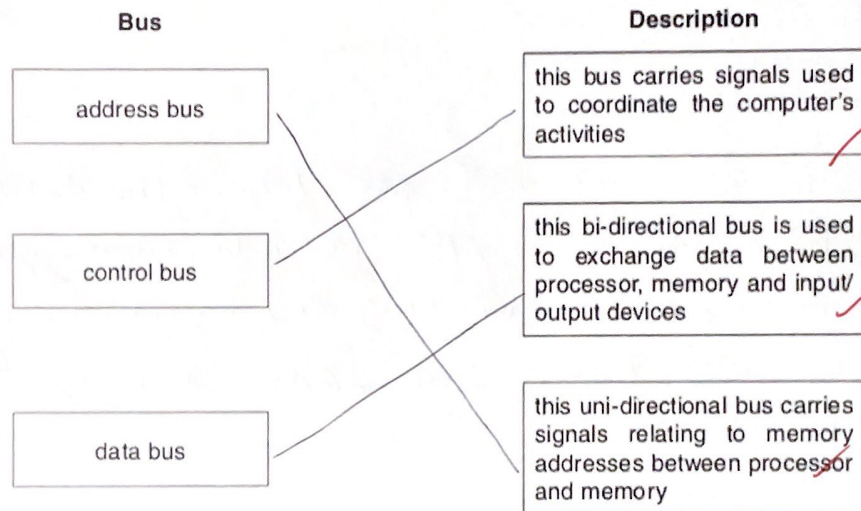 Bus
Description
address bus
this bus carries signals used
to coordinate the computer's
activities
control bus
this bi-directional bus is used
to exchange data between
processor, memory and input/
output devices
data bus
this uni-directional bus carries
signals relating to memory
addresses between processor
and memory